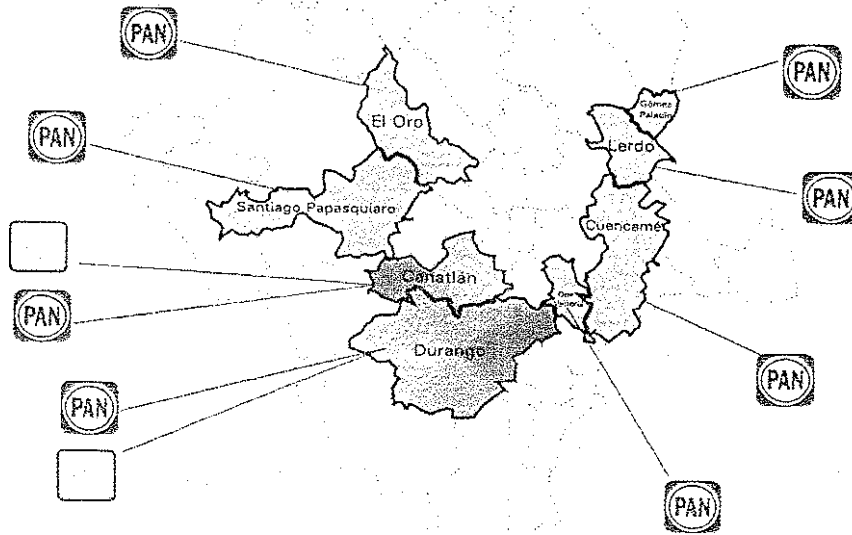 PAN
PAN
PAN
Gómez
Palacio
El Oro
Lerdo
PAN
Santiago Papasquiaro
Cuencamé
Canatlán
PAN
Durango
PAN
PAN
PAN